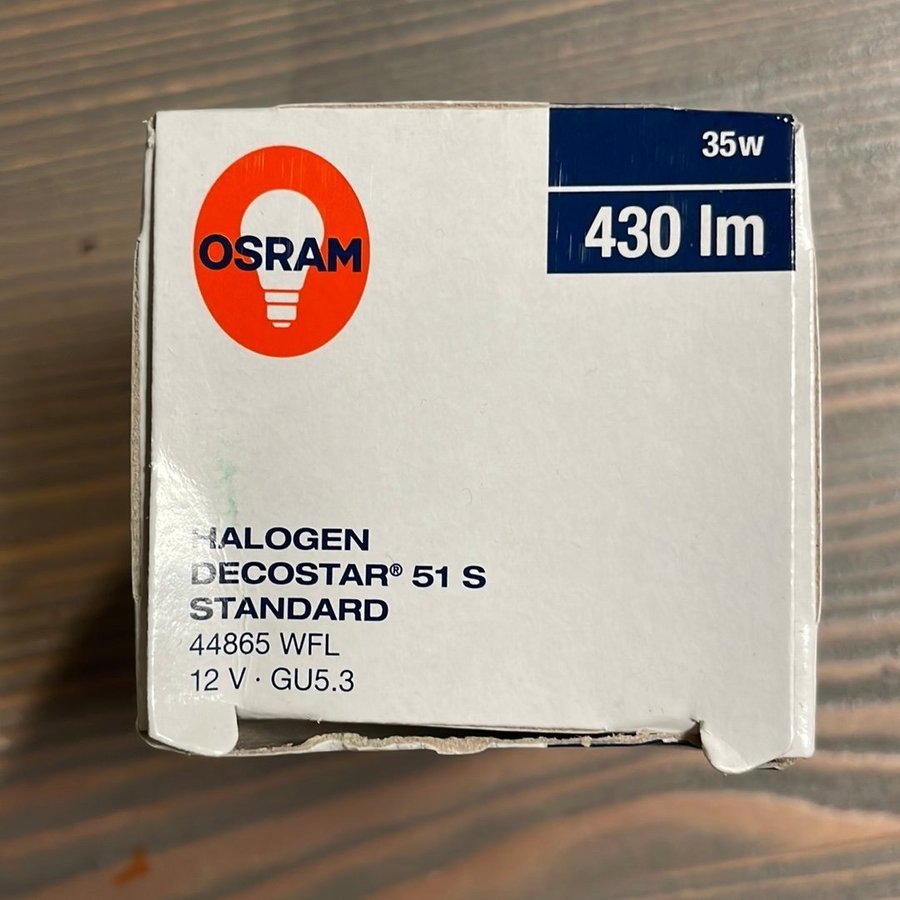 OSRAM
35W
430 lm
HALOGEN
DECOSTAR® 51 S
STANDARD
44865 WFL
12 V · GU5.3